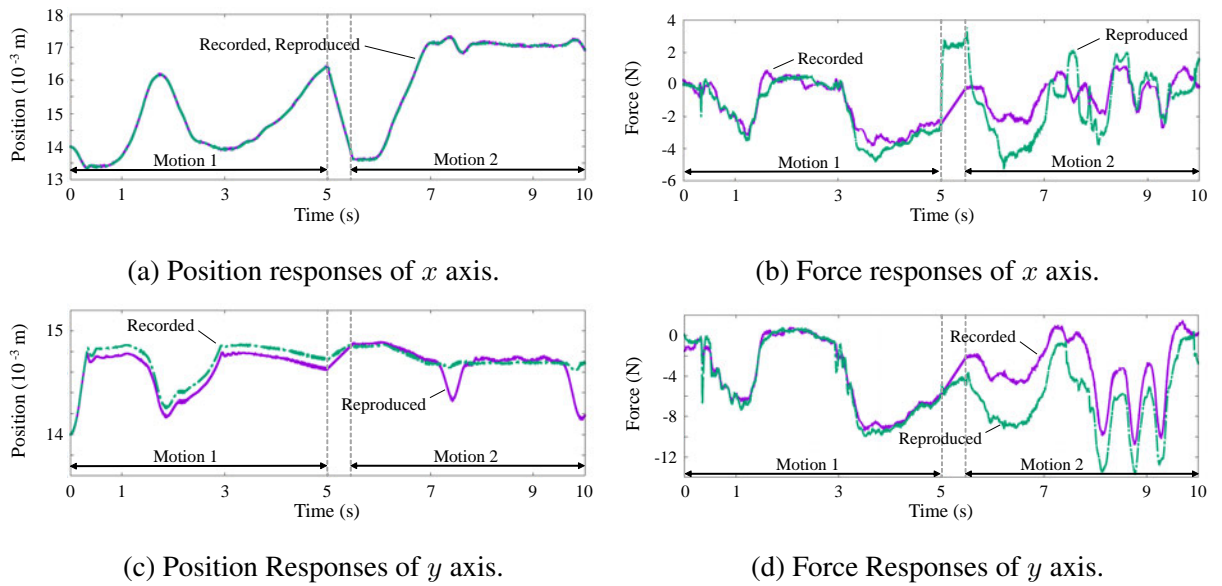 18
17
16
15
14
13
Position (10⁻³ m)
Recorded, Reproduced
Motion 1
Motion 2
0 1 3 5 7 9 10
Time (s)
(a) Position responses of x axis.
4
2
0
-2
-4
-6
Force (N)
Recorded
Reproduced
Motion 1
Motion 2
0 1 3 5 7 9 10
Time (s)
(b) Force responses of x axis.
15
14
Position (10⁻³ m)
Recorded
Reproduced
Motion 1
Motion 2
0 1 3 5 7 9 10
Time (s)
(c) Position Responses of y axis.
0
-4
-8
-12
Force (N)
Recorded
Reproduced
Motion 1
Motion 2
0 1 3 5 7 9 10
Time (s)
(d) Force Responses of y axis.